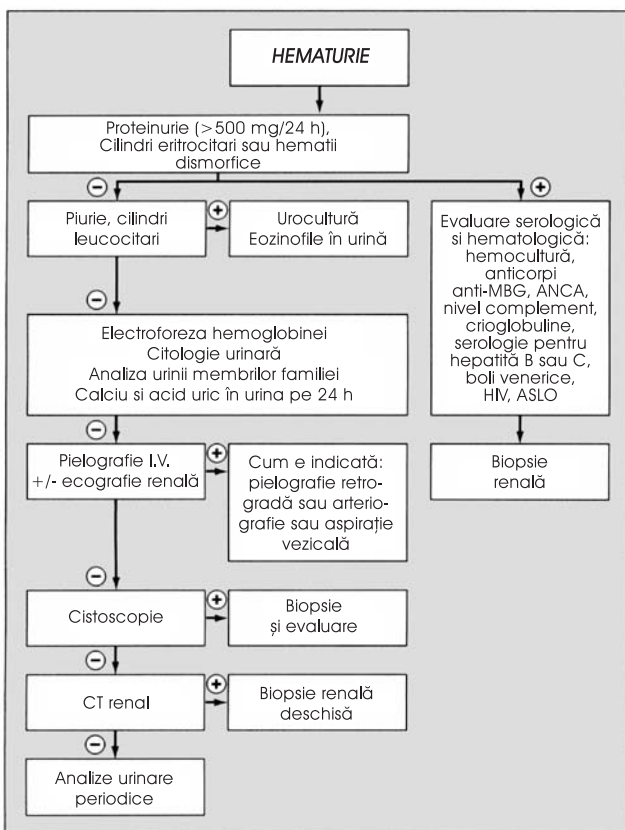 HEMATURIE
Proteinurie (>500 mg/24 h),
Cilindri eritrocitari sau hematii
dismorfice
−
+
Piurie, cilindri
leucocitari
+
Urocultură
Eozinofile în urină
Evaluare serologică
si hematologică:
hemocultură,
anticorpi
anti-MBG, ANCA,
nivel complement,
crioglobuline,
serologie pentru
hepatită B sau C,
boli venerice,
HIV, ASLO
−
Electroforeza hemoglobinei
Citologie urinară
Analiza urinii membrilor familiei
Calciu si acid uric în urina pe 24 h
−
Pielografie I.V.
+/- ecografie renală
+
Cum e indicată:
pielografie retro-
gradă sau arterio-
grafie sau aspirație
vezicală
Biopsie
renală
−
Cistoscopie
+
Biopsie
și evaluare
−
CT renal
+
Biopsie renală
deschisă
−
Analize urinare
periodice